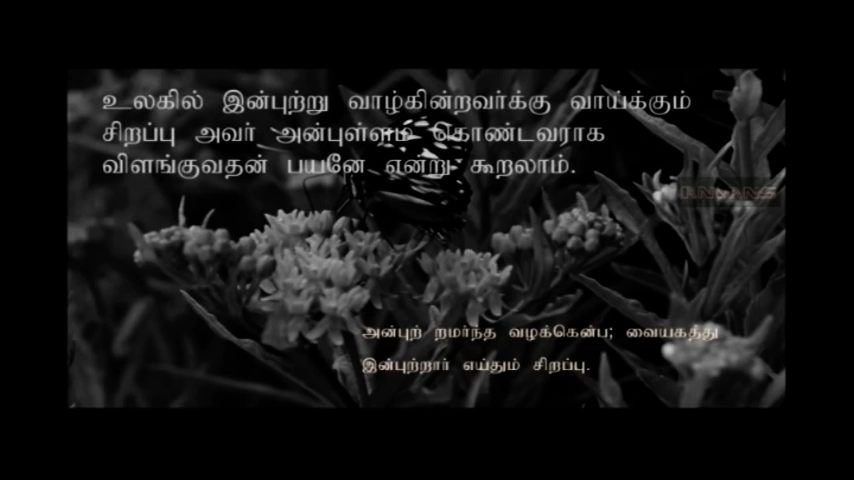 உலகில் இன்புற்று வாழ்கின்றவர்க்கு வாய்க்கும்
சிறப்பு அவர் அன்புள்ளம் கொண்டவராக
விளங்குவதன் பயனே என்று கூறலாம்.
அன்புற் றமர்ந்த வழக்கென்ப; வையகத்து
இன்புற்றார் எய்தும் சிறப்பு.